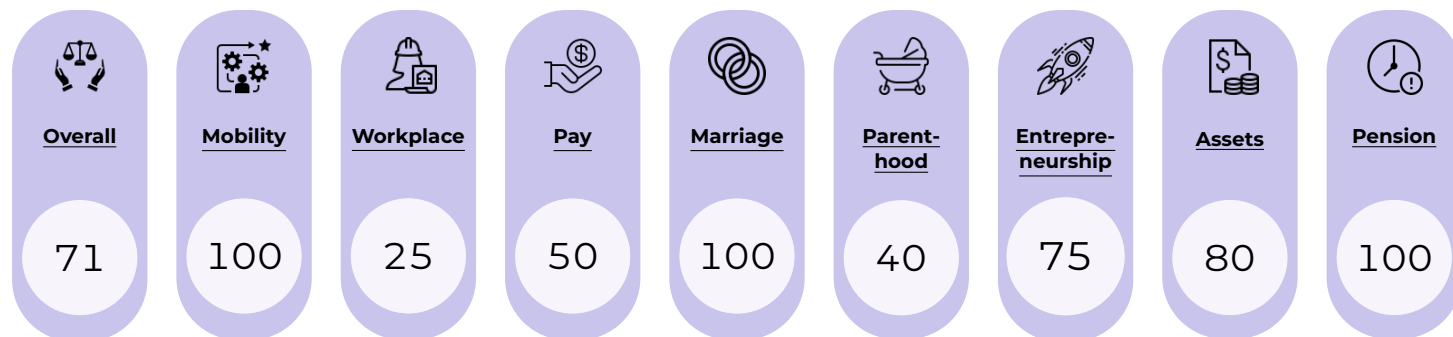 Overall
71
Mobility
100
Workplace
25
$
Pay
50
Marriage
100
Parent-
hood
40
Entrepre-
neurship
75
$
Assets
80
!
Pension
100